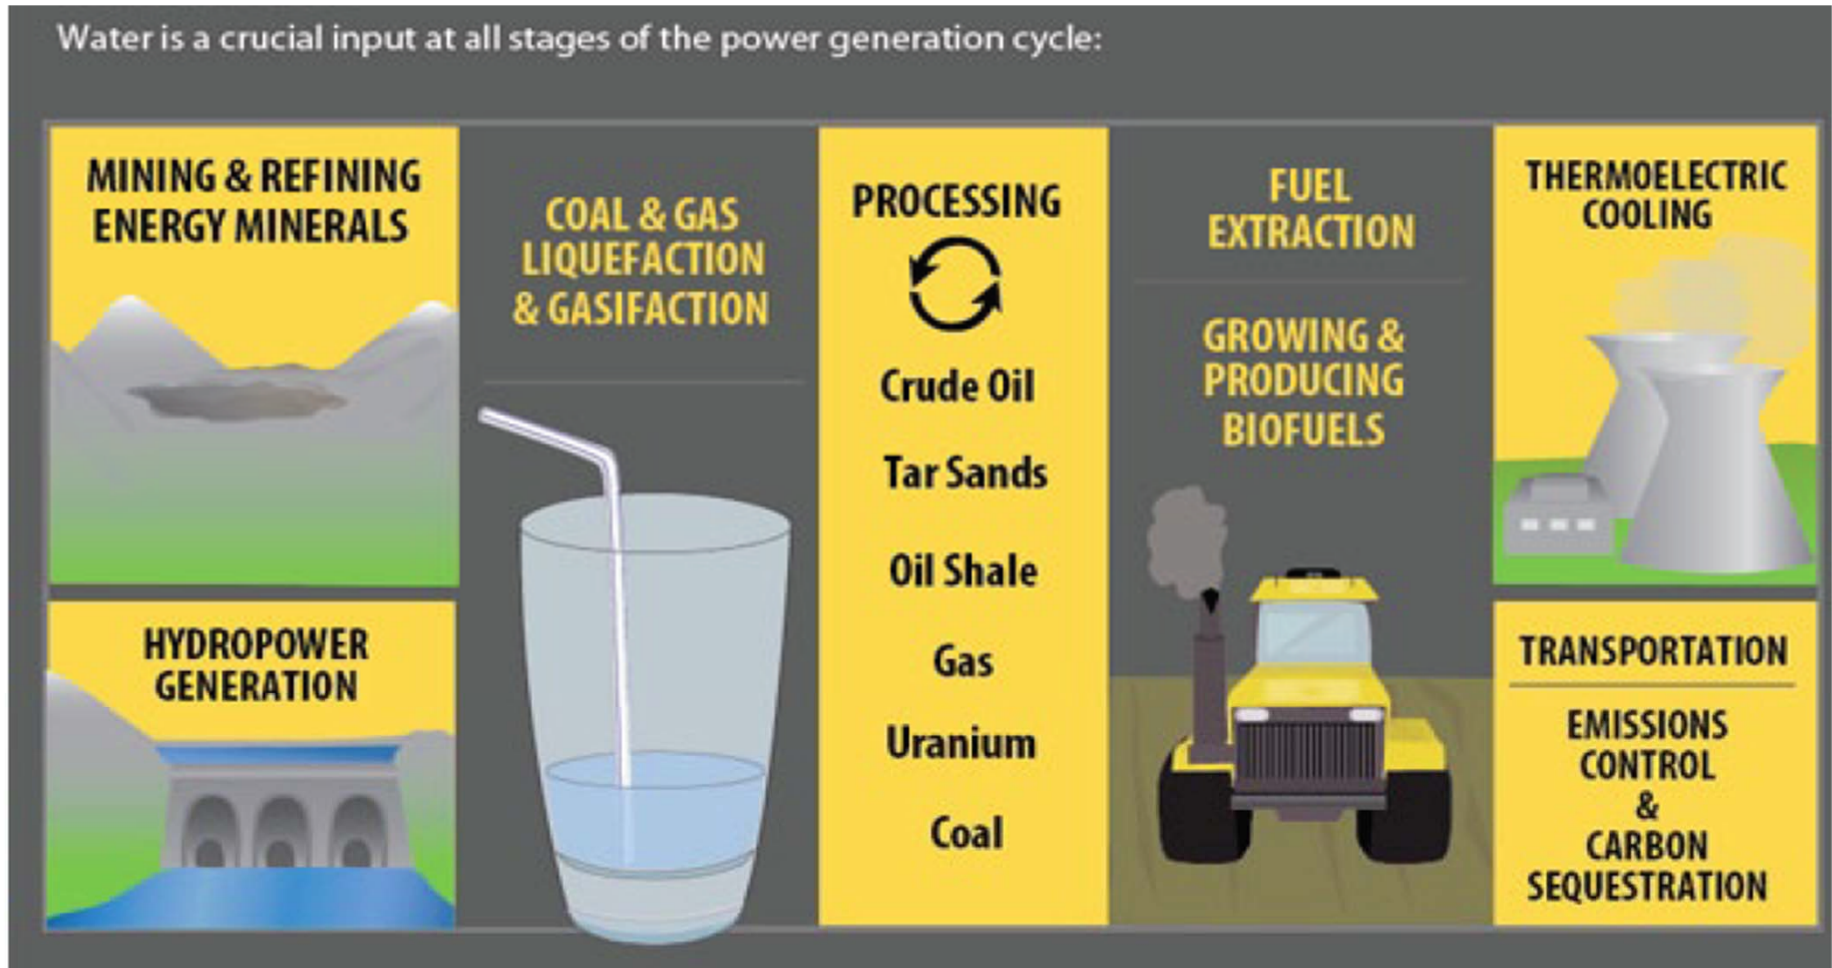 Water is a crucial input at all stages of the power generation cycle:
MINING & REFINING
ENERGY MINERALS
HYDROPOWER
GENERATION
COAL & GAS
LIQUEFACTION
& GASIFACTION
PROCESSING
Crude Oil
Tar Sands
Oil Shale
Gas
Uranium
Coal
FUEL
EXTRACTION
GROWING &
PRODUCING
BIOFUELS
THERMOELECTRIC
COOLING
TRANSPORTATION
EMISSIONS
CONTROL
&
CARBON
SEQUESTRATION